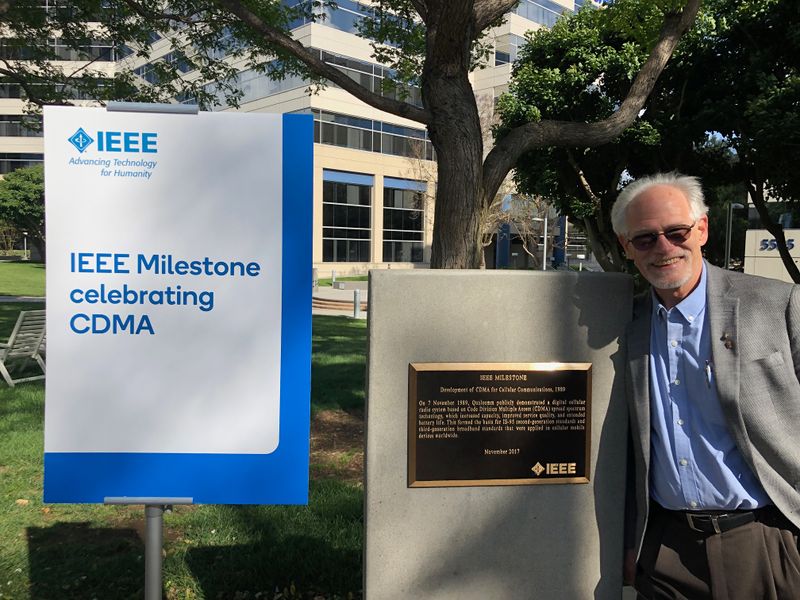 IEEE
Advancing Technology
for Humanity
IEEE Milestone
celebrating
CDMA
IEEE MILESTONE
Development of CDMA for Cellular Communications, 1989
On 7 November 1989, Qualcomm publicly demonstrated a digital cellular
radio system based on Code Division Multiple Access (CDMA) spread spectrum
technology, which increased capacity, improved service quality, and extended
battery life. This formed the basis for IS-95 second-generation standards and
third-generation broadband standards that were applied to cellular mobile
devices worldwide.
November 2017
IEEE